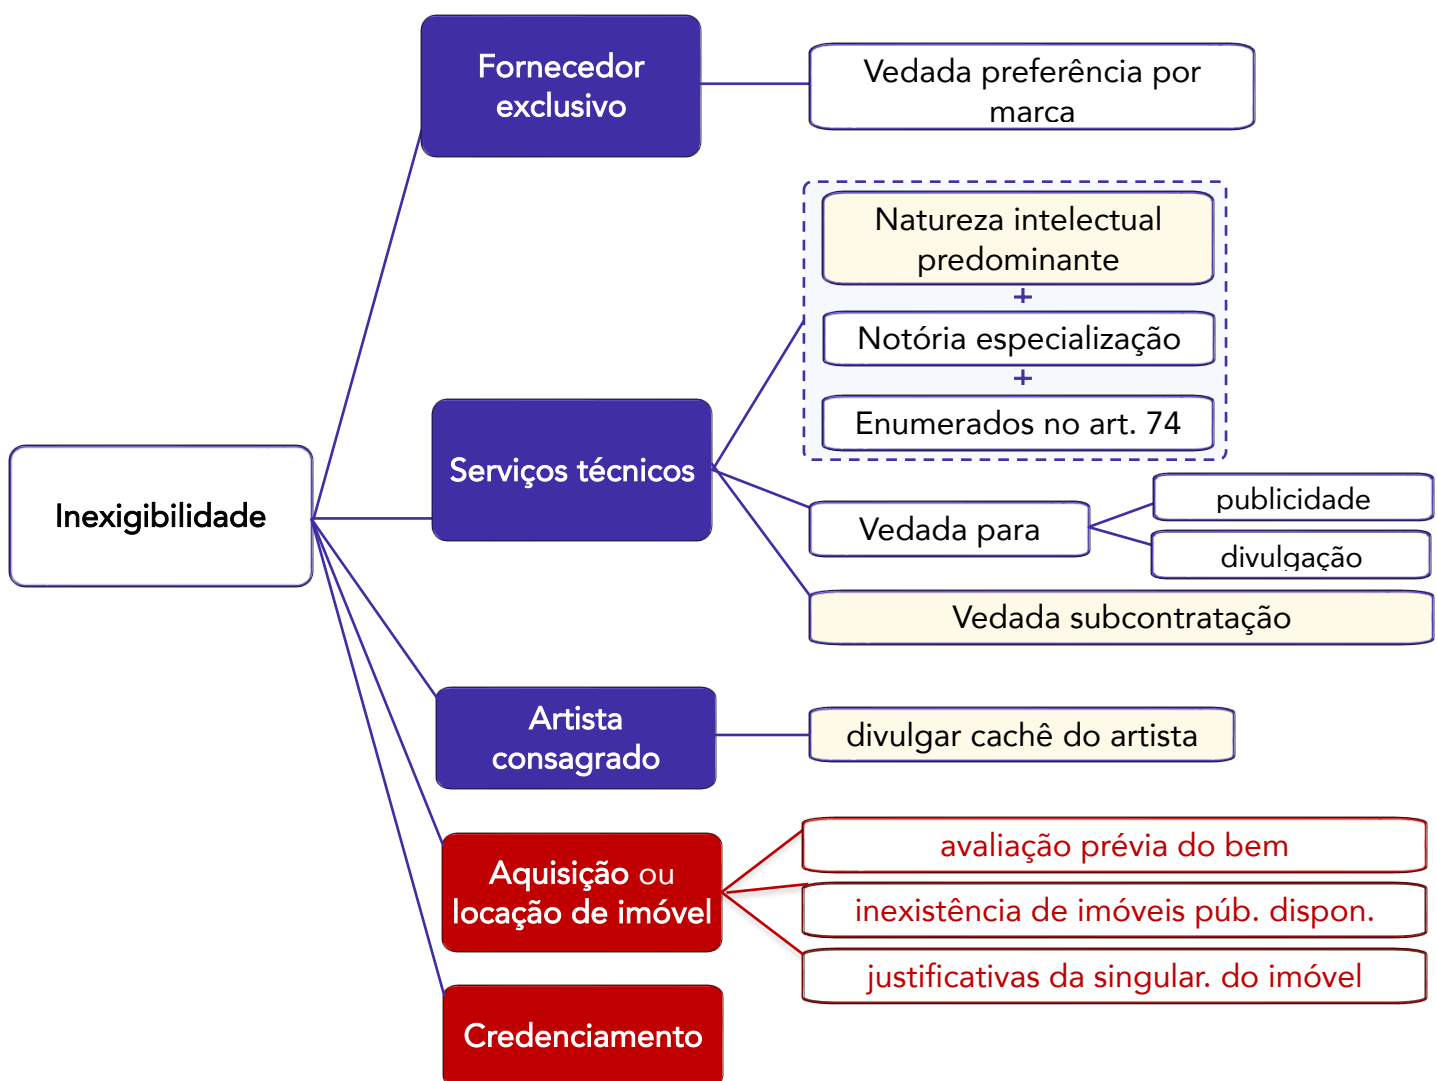 Inexigibilidade
Fornecedor
exclusivo
Vedada preferência por
marca
Serviços técnicos
Natureza intelectual
predominante
+
Notória especialização
+
Enumerados no art. 74
Vedada para
publicidade
divulgação
Vedada subcontratação
Artista
consagrado
divulgar cachê do artista
Aquisição ou
locação de imóvel
avaliação prévia do bem
inexistência de imóveis púb. dispon.
justificativas da singular. do imóvel
Credenciamento